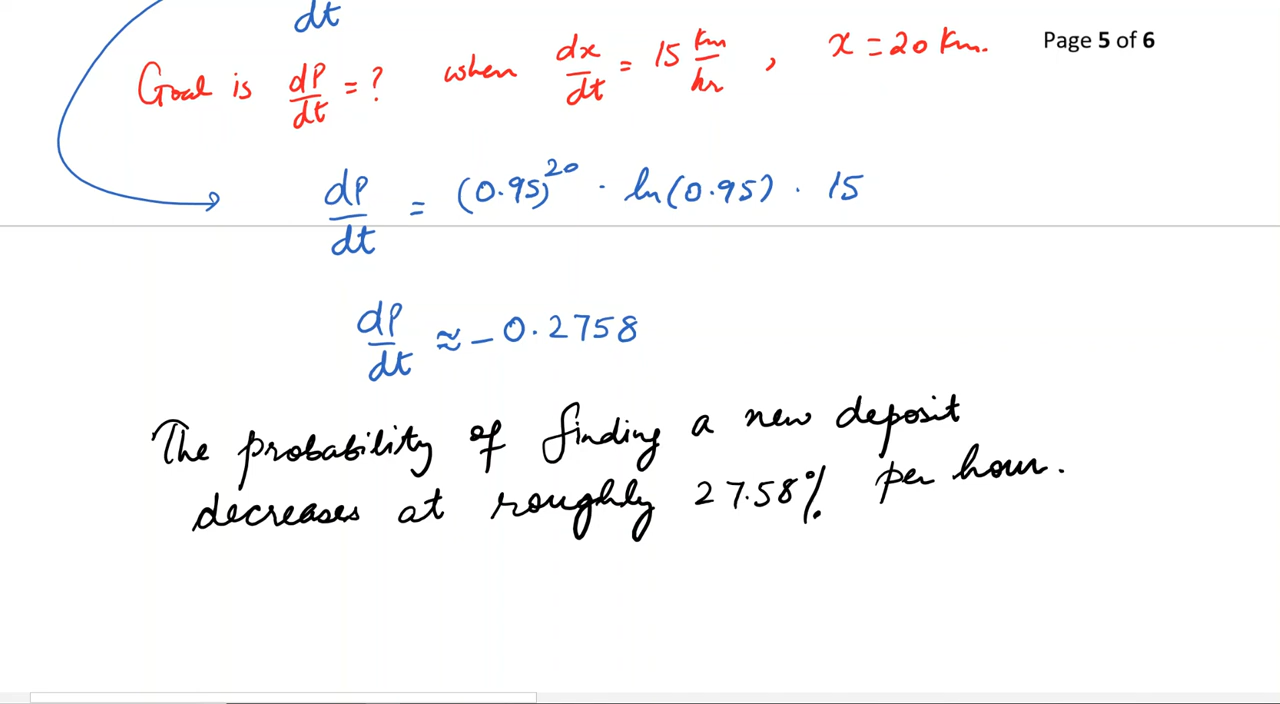 dt
Page 5 of 6
Goal is dP/dt = ? when dx/dt = 15 km/hr , x = 20 km.
dP/dt = (0.95)^20 · ln(0.95) · 15
dP/dt ≈ - 0.2758
The probability of finding a new deposit
decreases at roughly 27.58% per hour.